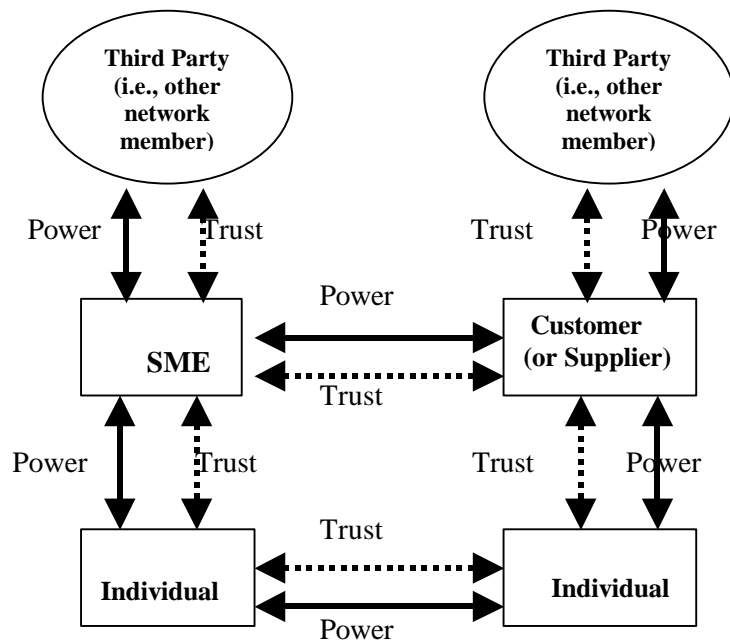 Third Party
(i.e., other
network
member)
Third Party
(i.e., other
network
member)
Power
Trust
Trust
Power
Power
SME
Customer
(or Supplier)
Trust
Power
Trust
Trust
Power
Trust
Individual
Individual
Power